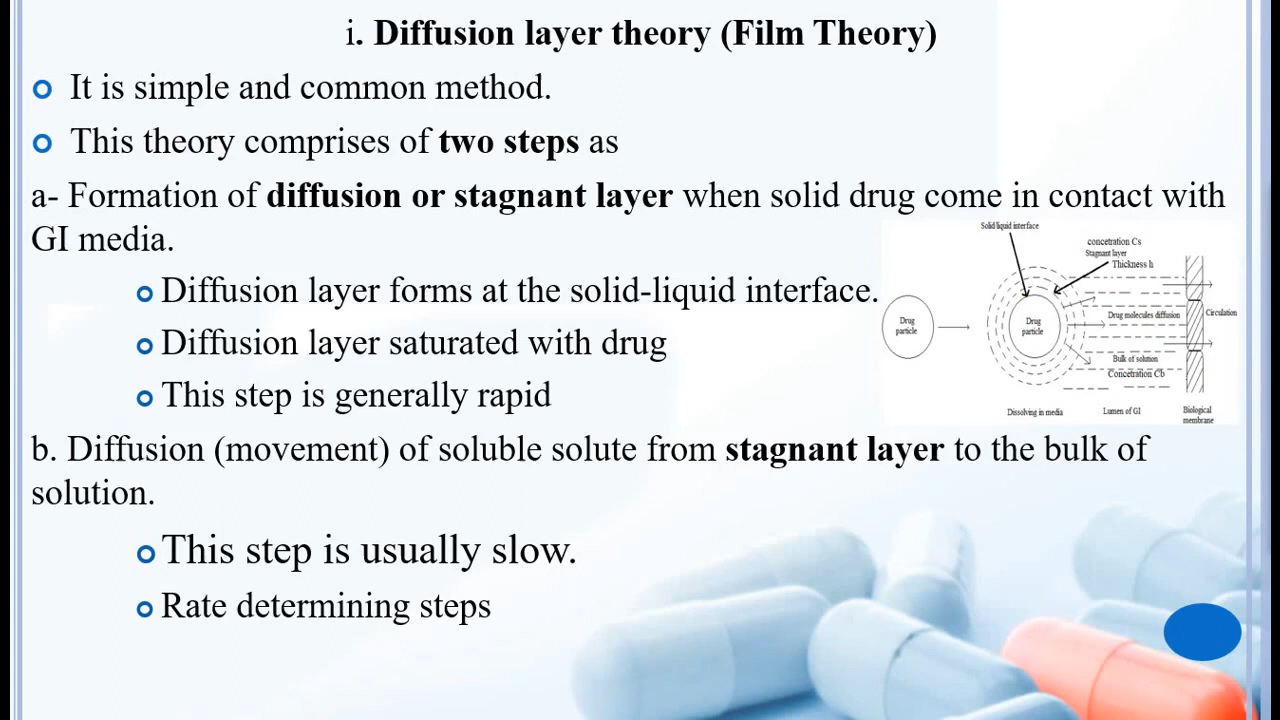 i. Diffusion layer theory (Film Theory)
It is simple and common method.
This theory comprises of two steps as
a- Formation of diffusion or stagnant layer when solid drug come in contact with
GI media.
Diffusion layer forms at the solid-liquid interface.
Diffusion layer saturated with drug
This step is generally rapid
Solid/liquid interface
concetration Cs
Stagnant layer
Thickness h
Drug
particle
Drug
particle
Drug molecules diffusion
Circulation
Bulk of solution
Concetration Cb
Dissolving in media
Lumen of GI
Biological
membrane
b. Diffusion (movement) of soluble solute from stagnant layer to the bulk of
solution.
This step is usually slow.
Rate determining steps